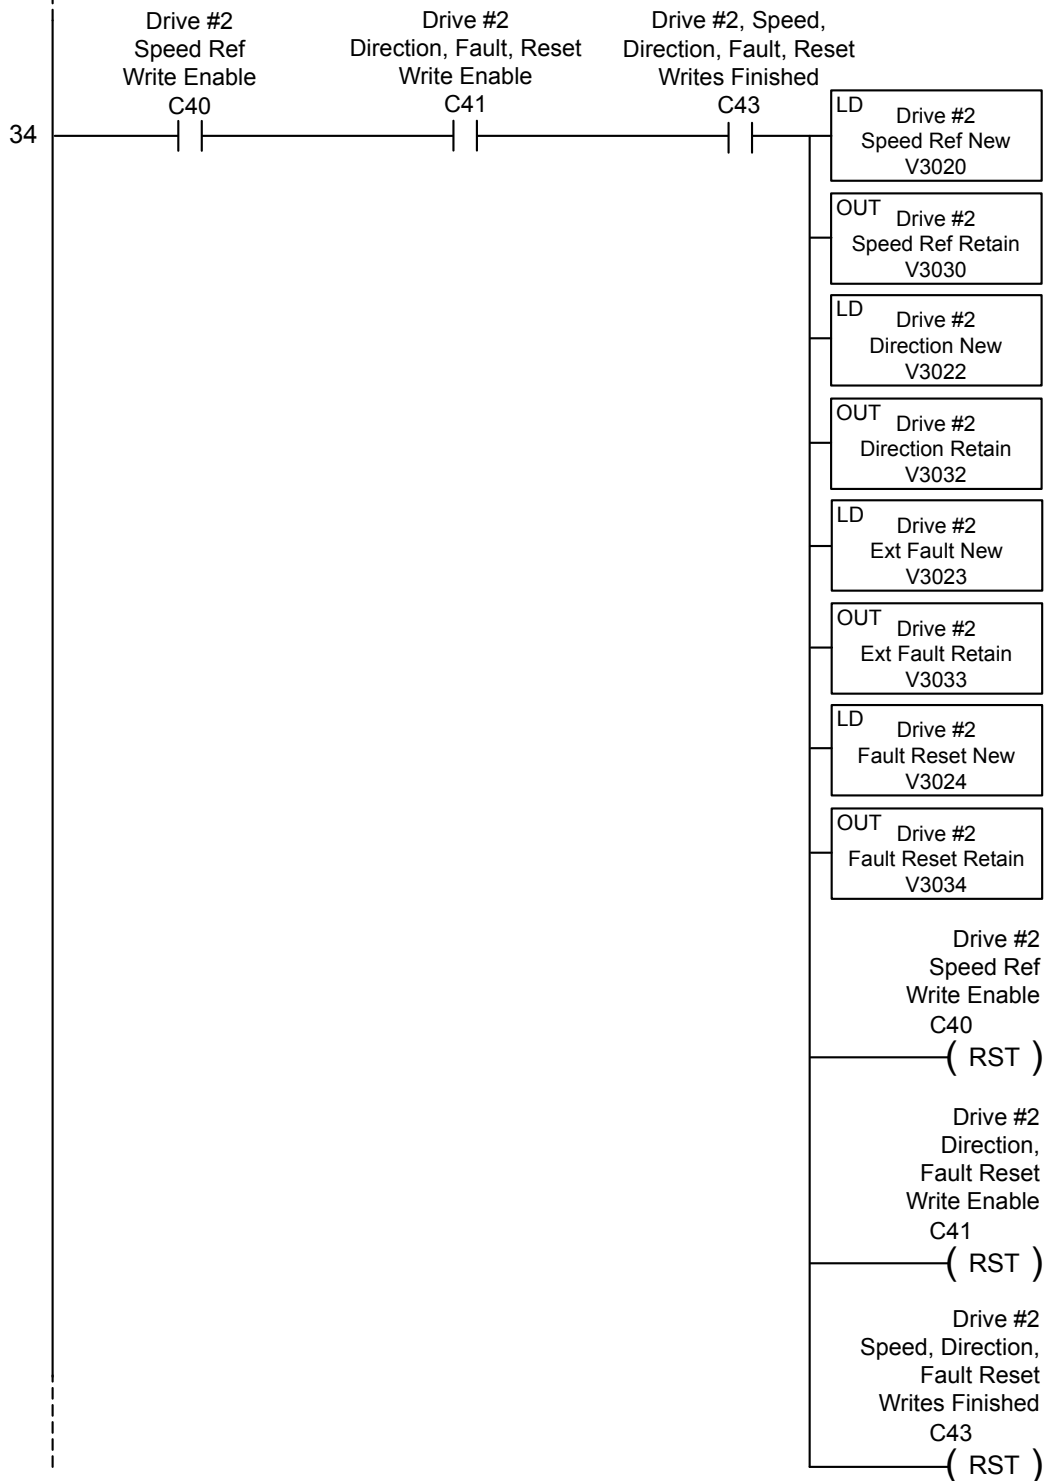 Drive #2
Speed Ref
Write Enable
C40
Drive #2
Direction, Fault, Reset
Write Enable
C41
Drive #2, Speed,
Direction, Fault, Reset
Writes Finished
C43
34
LD
Drive #2
Speed Ref New
V3020
OUT
Drive #2
Speed Ref Retain
V3030
LD
Drive #2
Direction New
V3022
OUT
Drive #2
Direction Retain
V3032
LD
Drive #2
Ext Fault New
V3023
OUT
Drive #2
Ext Fault Retain
V3033
LD
Drive #2
Fault Reset New
V3024
OUT
Drive #2
Fault Reset Retain
V3034
Drive #2
Speed Ref
Write Enable
C40
( RST )
Drive #2
Direction,
Fault Reset
Write Enable
C41
( RST )
Drive #2
Speed, Direction,
Fault Reset
Writes Finished
C43
( RST )